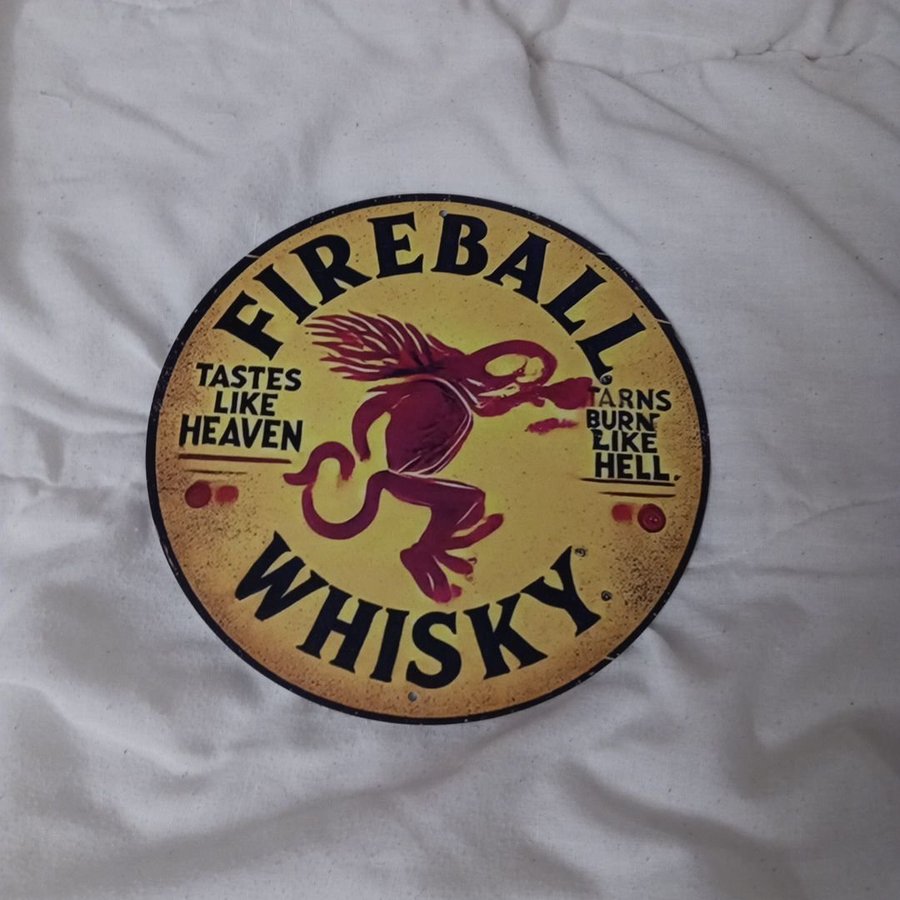 FIREBALL
TASTES
LIKE
HEAVEN
TARNS
BURN
LIKE
HELL.
WHISKY